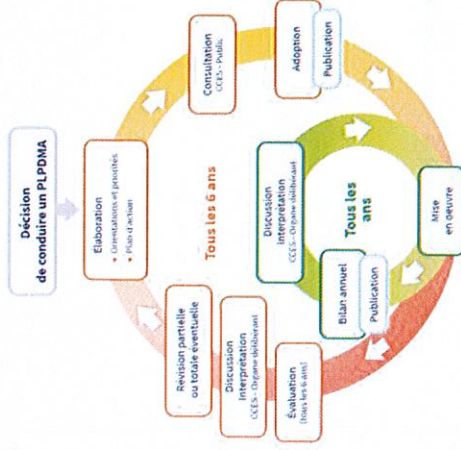 Décision
de conduire un PLPDMA
Élaboration
• Orientations et priorités
• Plan d'action
Consultation
CCES - Public
Adoption
Publication
Mise
en oeuvre
Tous les 6 ans
Discussion
Interprétation
CCES - Organe délibérant
Tous les
ans
Bilan annuel
Publication
Évaluation
(tous les 6 ans)
Discussion
Interprétation
CCES - Organe délibérant
Révision partielle
ou totale éventuelle